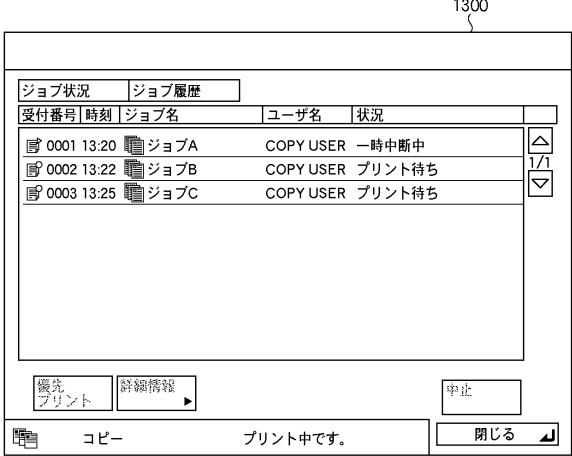 1300
ジョブ状況 ジョブ履歴
受付番号 時刻 ジョブ名 ユーザ名 状況
0001 13:20 ジョブA COPY USER 一時中断中
0002 13:22 ジョブB COPY USER プリント待ち
0003 13:25 ジョブC COPY USER プリント待ち
1/1
優先
プリント
詳細情報
中止
コピー プリント中です。 閉じる